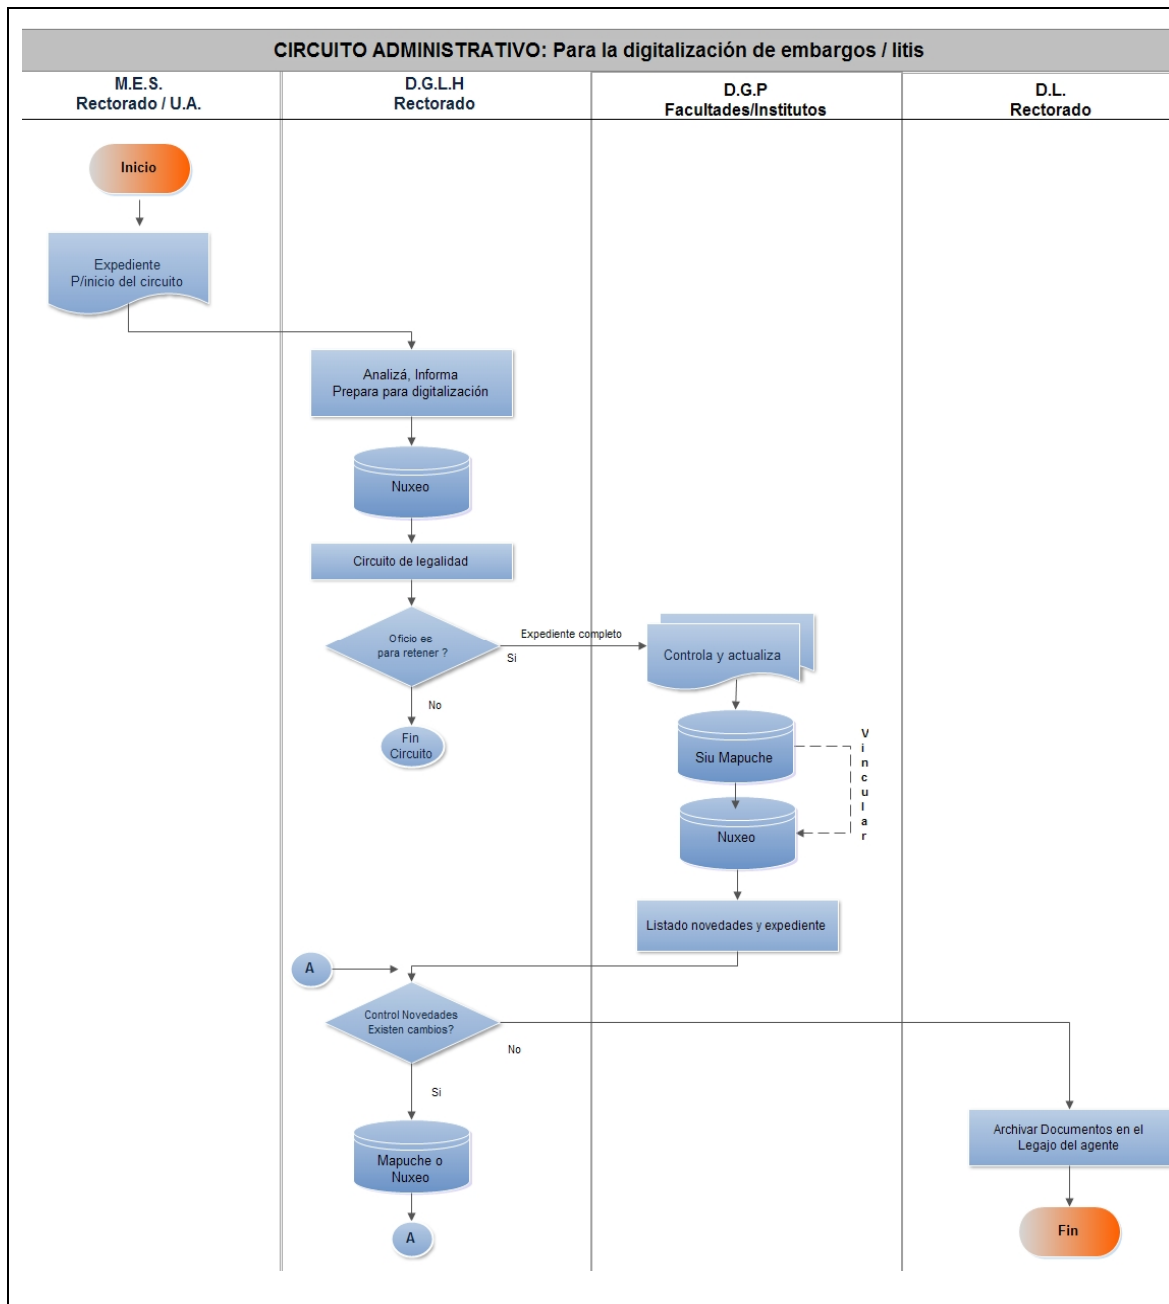 CIRCUITO ADMINISTRATIVO: Para la digitalización de embargos / litis
M.E.S.
Rectorado / U.A.
D.G.L.H
Rectorado
D.G.P
Facultades/Institutos
D.L.
Rectorado
Inicio
Expediente
P/inicio del circuito
Analizá, Informa
Prepara para digitalización
Nuxeo
Circuito de legalidad
Oficio es
para retener ?
Expediente completo
Si
No
Fin
Circuito
Controla y actualiza
Siu Mapuche
Vincular
Nuxeo
Listado novedades y expediente
A
Control Novedades
Existen cambios?
No
Si
Mapuche o
Nuxeo
A
Archivar Documentos en el
Legajo del agente
Fin